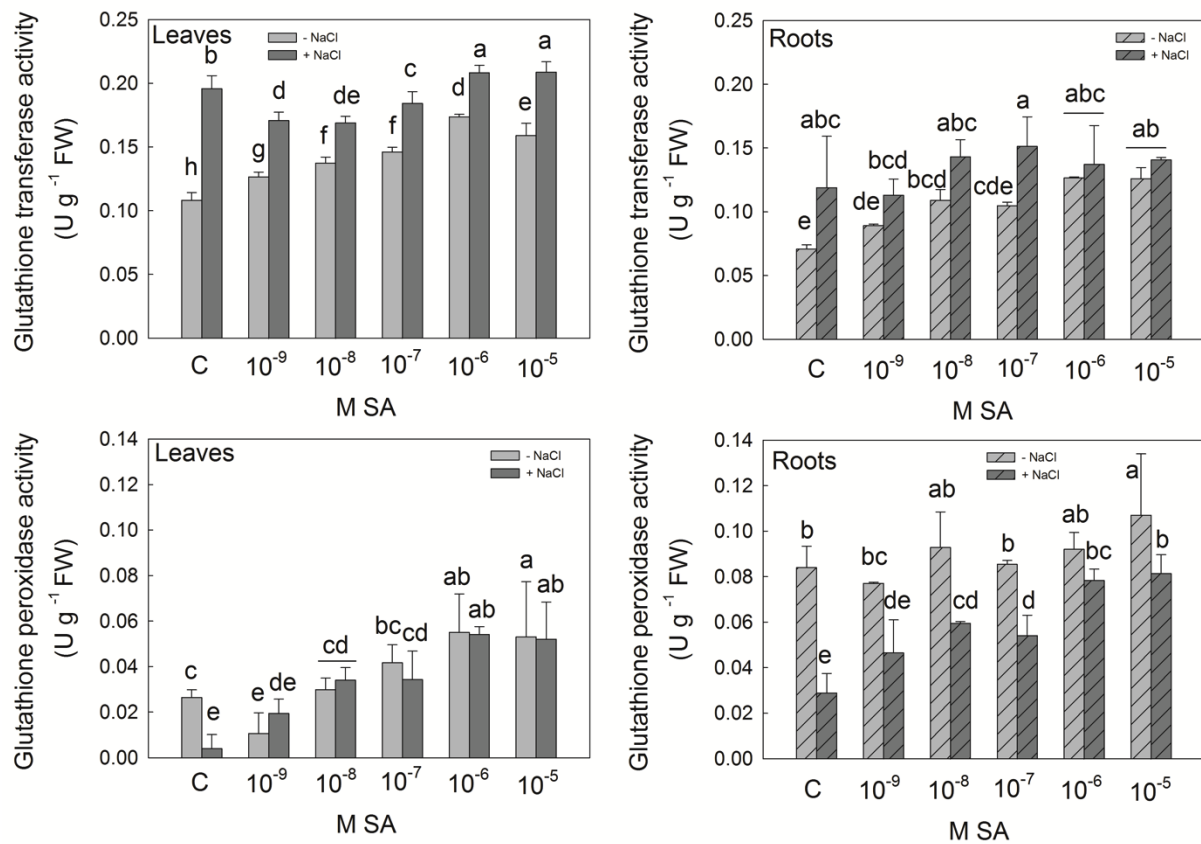 Glutathione transferase activity
(U g⁻¹ FW)
Leaves
- NaCl
+ NaCl
0.25
0.20
0.15
0.10
0.05
0.00
h
b
g
d
f
de
f
c
d
a
e
a
C
10⁻⁹
10⁻⁸
10⁻⁷
10⁻⁶
10⁻⁵
M SA
Glutathione transferase activity
(U g⁻¹ FW)
Roots
- NaCl
+ NaCl
0.25
0.20
0.15
0.10
0.05
0.00
e
abc
de
bcd
bcd
abc
cde
a
abc
ab
C
10⁻⁹
10⁻⁸
10⁻⁷
10⁻⁶
10⁻⁵
M SA
Glutathione peroxidase activity
(U g⁻¹ FW)
Leaves
- NaCl
+ NaCl
0.14
0.12
0.10
0.08
0.06
0.04
0.02
0.00
c
e
e
de
cd
bc
cd
ab
ab
a
ab
C
10⁻⁹
10⁻⁸
10⁻⁷
10⁻⁶
10⁻⁵
M SA
Glutathione peroxidase activity
(U g⁻¹ FW)
Roots
- NaCl
+ NaCl
0.14
0.12
0.10
0.08
0.06
0.04
0.02
0.00
b
e
bc
de
ab
cd
b
d
ab
bc
a
b
C
10⁻⁹
10⁻⁸
10⁻⁷
10⁻⁶
10⁻⁵
M SA